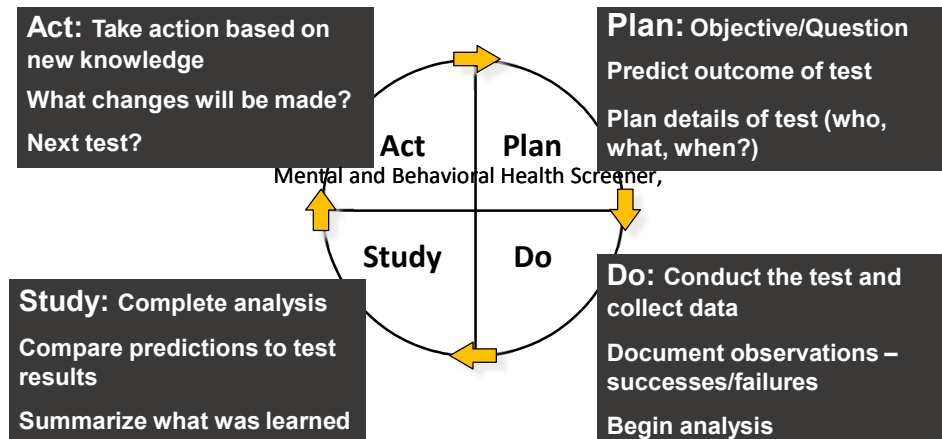 Act: Take action based on
new knowledge
What changes will be made?
Next test?
Plan: Objective/Question
Predict outcome of test
Plan details of test (who,
what, when?)
Act
Plan
Mental and Behavioral Health Screener,
Study
Do
Study: Complete analysis
Compare predictions to test
results
Summarize what was learned
Do: Conduct the test and
collect data
Document observations –
successes/failures
Begin analysis